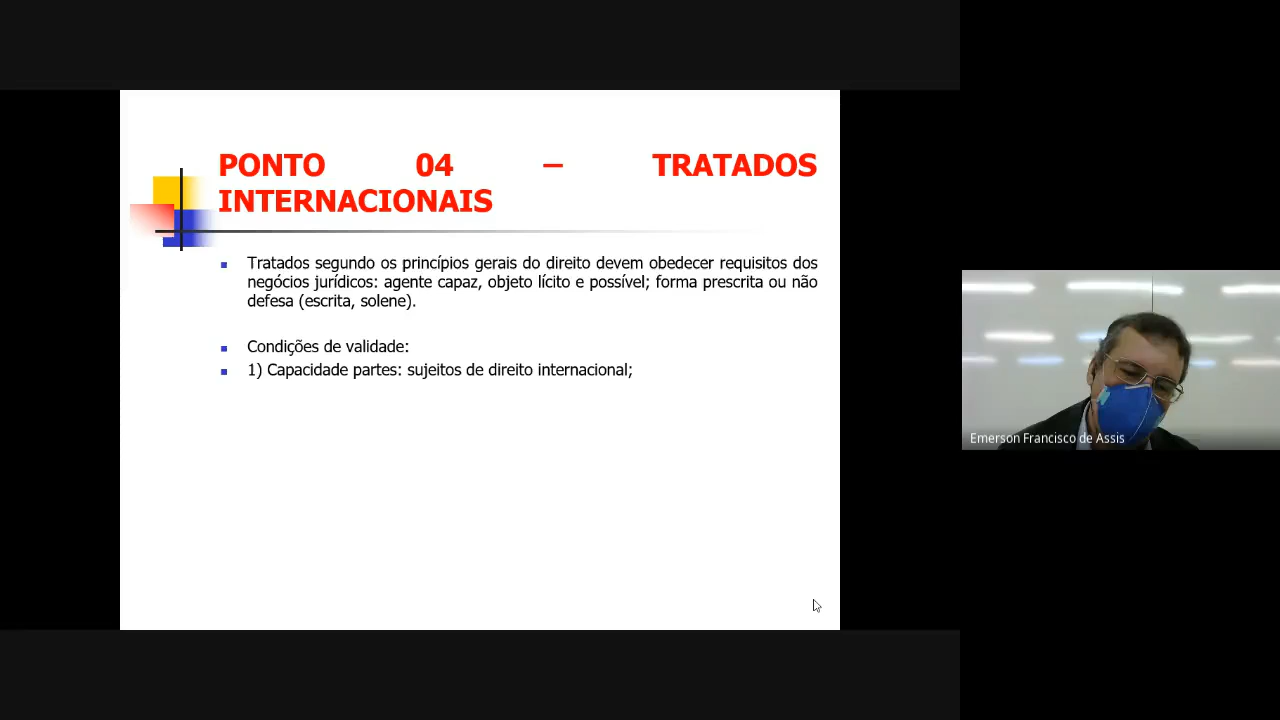 PONTO 04 – TRATADOS
INTERNACIONAIS
Tratados segundo os princípios gerais do direito devem obedecer requisitos dos
negócios jurídicos: agente capaz, objeto lícito e possível; forma prescrita ou não
defesa (escrita, solene).
Condições de validade:
1) Capacidade partes: sujeitos de direito internacional;
Emerson Francisco de Assis